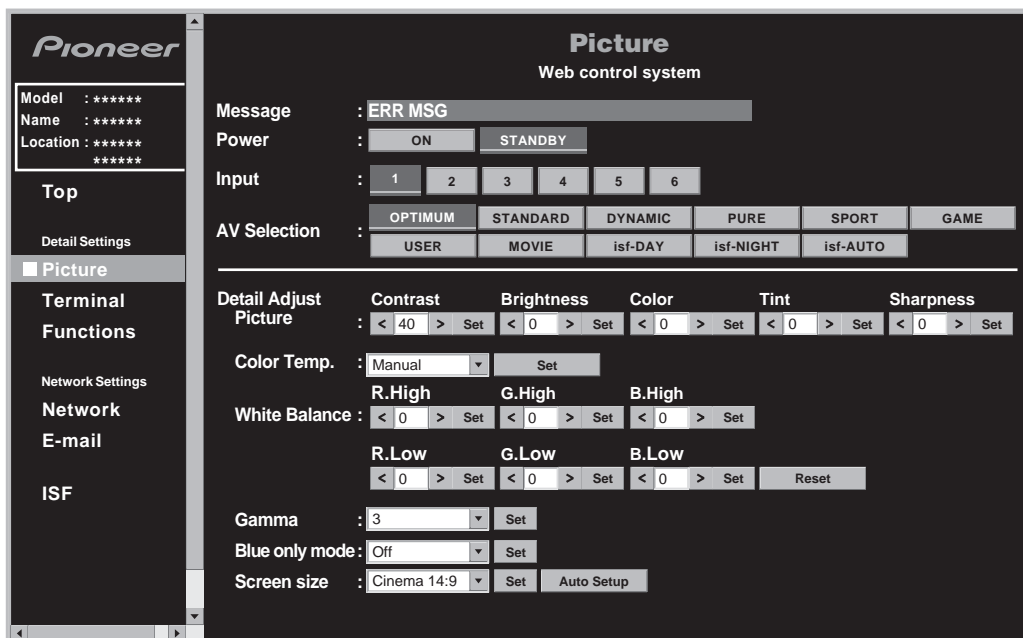 Pioneer
Model : ******
Name : ******
Location : ******
******
Top
Detail Settings
Picture
Terminal
Functions
Network Settings
Network
E-mail
ISF
Picture
Web control system
Message : ERR MSG
Power : ON STANDBY
Input : 1 2 3 4 5 6
AV Selection : OPTIMUM STANDARD DYNAMIC PURE SPORT GAME
USER MOVIE isf-DAY isf-NIGHT isf-AUTO
Detail Adjust Contrast Brightness Color Tint Sharpness
Picture : < 40 > Set < 0 > Set < 0 > Set < 0 > Set < 0 > Set
Color Temp. : Manual Set
R.High G.High B.High
White Balance : < 0 > Set < 0 > Set < 0 > Set
R.Low G.Low B.Low
< 0 > Set < 0 > Set < 0 > Set Reset
Gamma : 3 Set
Blue only mode : Off Set
Screen size : Cinema 14:9 Set Auto Setup